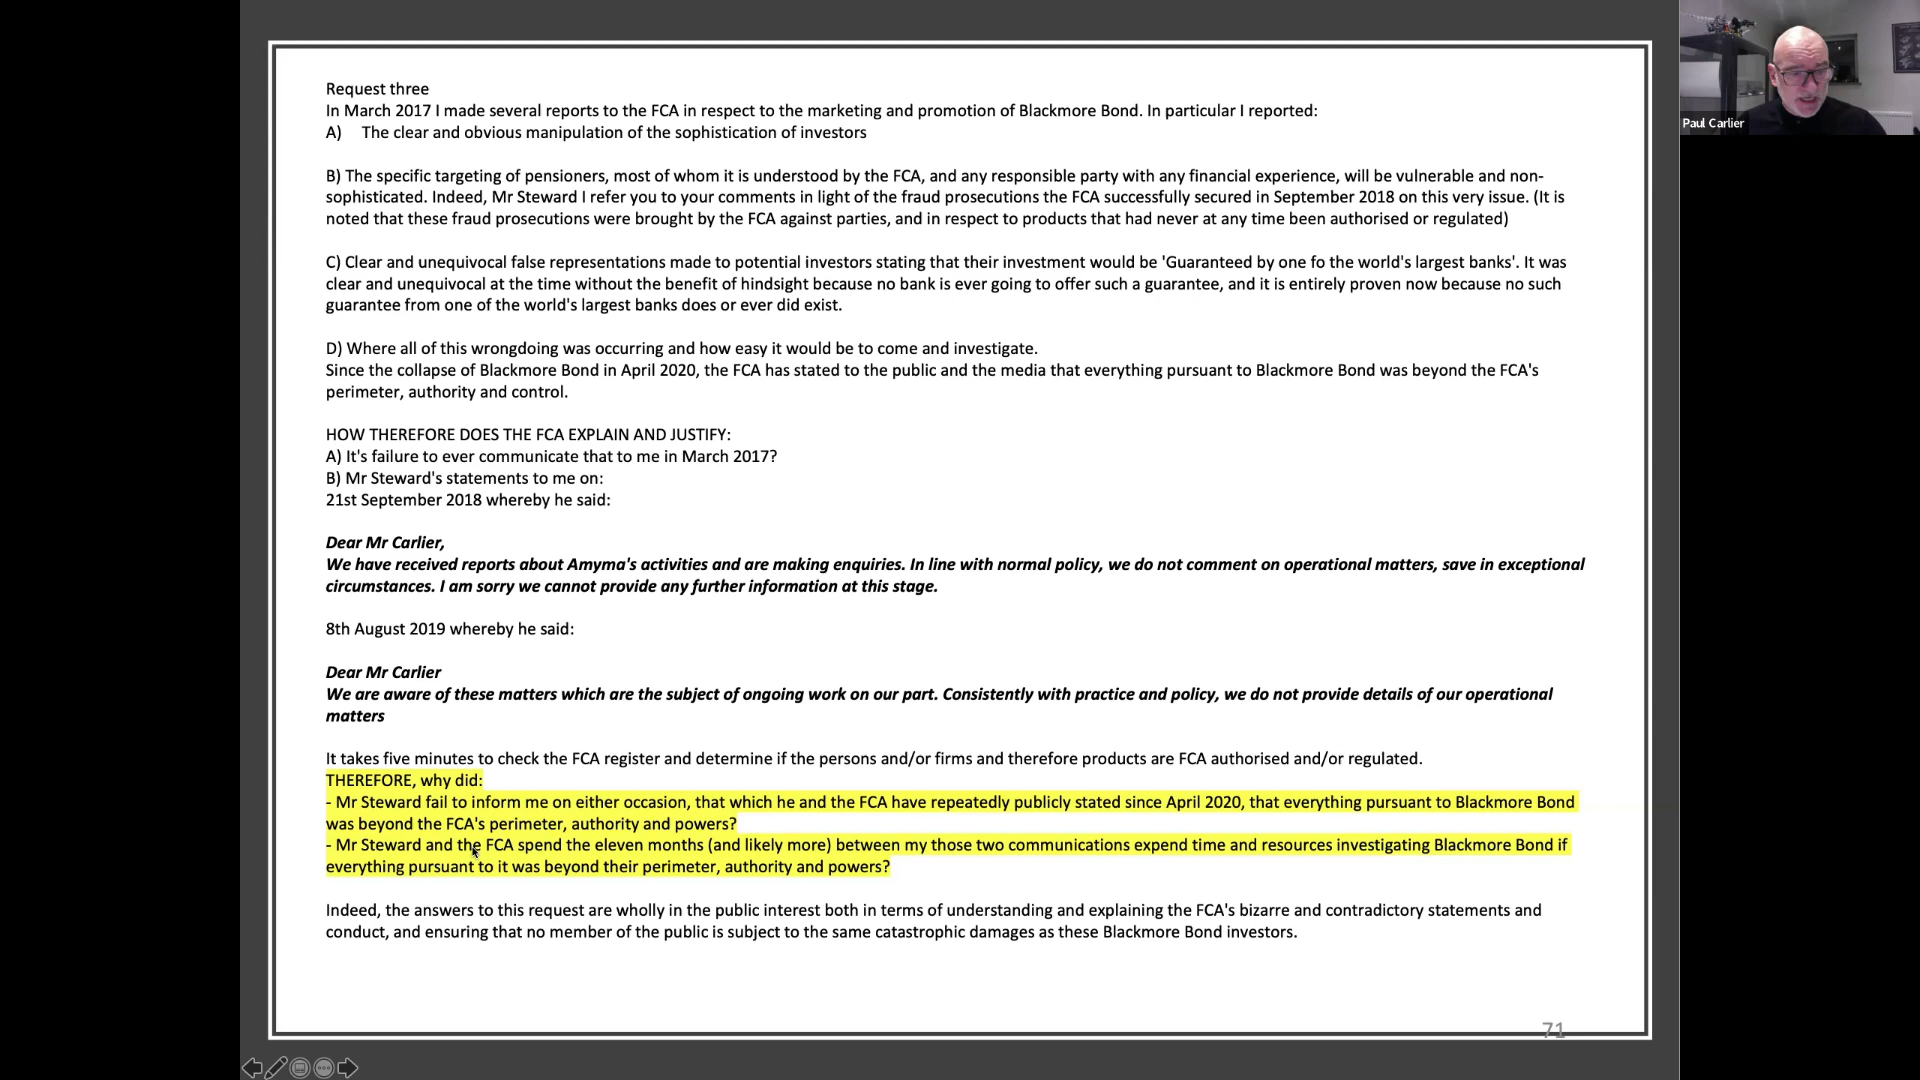 Request three
In March 2017 I made several reports to the FCA in respect to the marketing and promotion of Blackmore Bond. In particular I reported:
A) The clear and obvious manipulation of the sophistication of investors
B) The specific targeting of pensioners, most of whom it is understood by the FCA, and any responsible party with any financial experience, will be vulnerable and non-
sophisticated. Indeed, Mr Steward I refer you to your comments in light of the fraud prosecutions the FCA successfully secured in September 2018 on this very issue. (It is
noted that these fraud prosecutions were brought by the FCA against parties, and in respect to products that had never at any time been authorised or regulated)
C) Clear and unequivocal false representations made to potential investors stating that their investment would be 'Guaranteed by one fo the world's largest banks'. It was
clear and unequivocal at the time without the benefit of hindsight because no bank is ever going to offer such a guarantee, and it is entirely proven now because no such
guarantee from one of the world's largest banks does or ever did exist.
D) Where all of this wrongdoing was occurring and how easy it would be to come and investigate.
Since the collapse of Blackmore Bond in April 2020, the FCA has stated to the public and the media that everything pursuant to Blackmore Bond was beyond the FCA's
perimeter, authority and control.
HOW THEREFORE DOES THE FCA EXPLAIN AND JUSTIFY:
A) It's failure to ever communicate that to me in March 2017?
B) Mr Steward's statements to me on:
21st September 2018 whereby he said:
Dear Mr Carlier,
We have received reports about Amyma's activities and are making enquiries. In line with normal policy, we do not comment on operational matters, save in exceptional
circumstances. I am sorry we cannot provide any further information at this stage.
8th August 2019 whereby he said:
Dear Mr Carlier
We are aware of these matters which are the subject of ongoing work on our part. Consistently with practice and policy, we do not provide details of our operational
matters
It takes five minutes to check the FCA register and determine if the persons and/or firms and therefore products are FCA authorised and/or regulated.
THEREFORE, why did:
- Mr Steward fail to inform me on either occasion, that which he and the FCA have repeatedly publicly stated since April 2020, that everything pursuant to Blackmore Bond
was beyond the FCA's perimeter, authority and powers?
- Mr Steward and the FCA spend the eleven months (and likely more) between my those two communications expend time and resources investigating Blackmore Bond if
everything pursuant to it was beyond their perimeter, authority and powers?
Indeed, the answers to this request are wholly in the public interest both in terms of understanding and explaining the FCA's bizarre and contradictory statements and
conduct, and ensuring that no member of the public is subject to the same catastrophic damages as these Blackmore Bond investors.
71
Paul Carlier